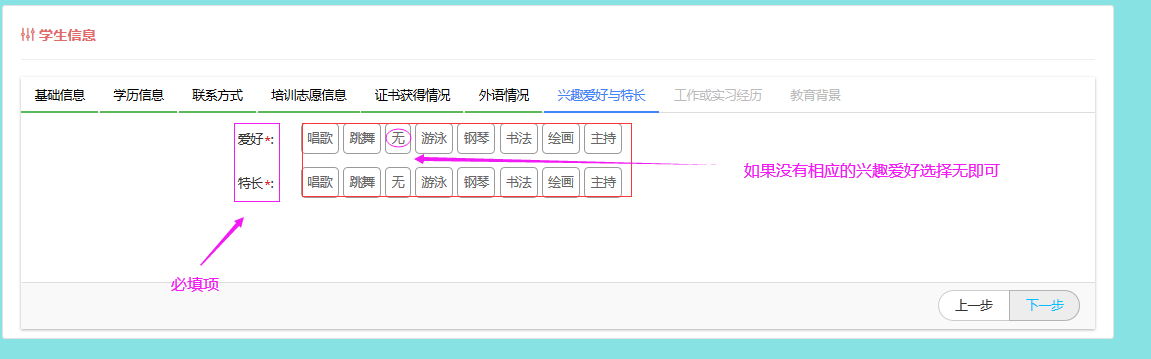 学生信息
基础信息 学历信息 联系方式 培训志愿信息 证书获得情况 外语情况 兴趣爱好与特长 工作或实习经历 教育背景
爱好*: 唱歌 跳舞 无 游泳 钢琴 书法 绘画 主持
如果没有相应的兴趣爱好选择无即可
特长*: 唱歌 跳舞 无 游泳 钢琴 书法 绘画 主持
必填项
上一步 下一步